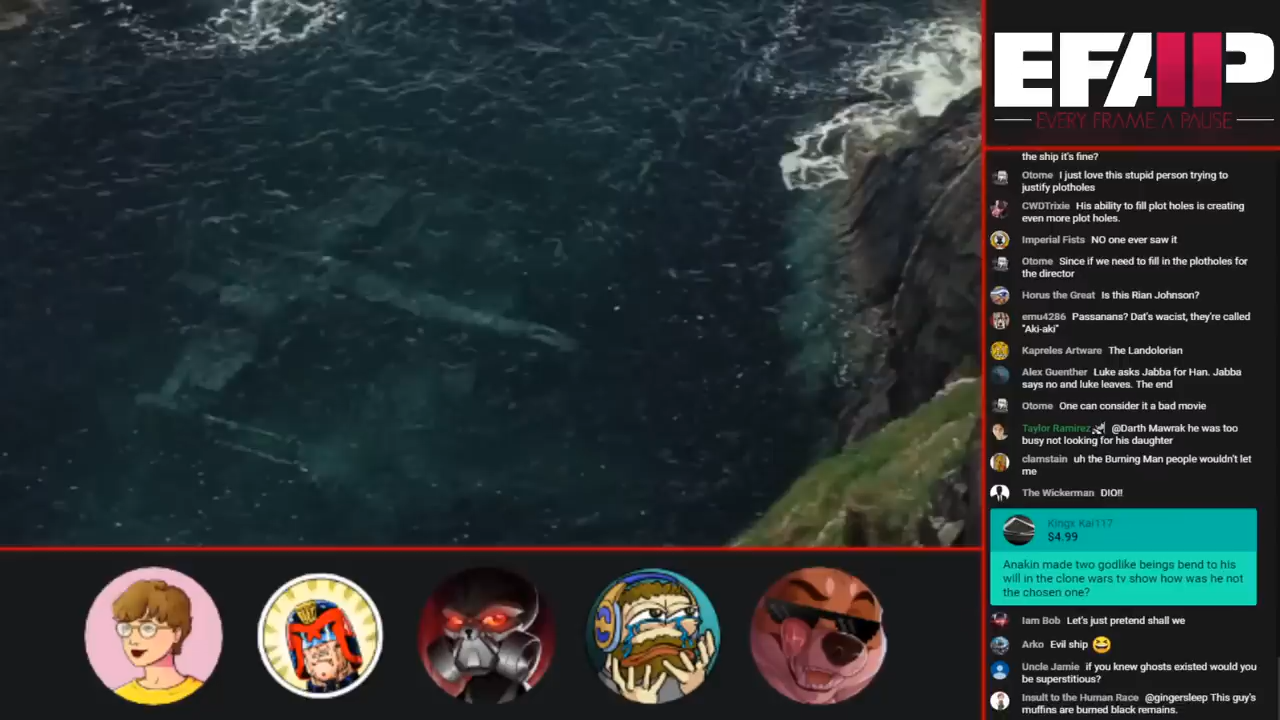 EFAP
EVERY FRAME A PAUSE
the ship it's fine?
Otome I just love this stupid person trying to
justify plotholes
CWDTrixie His ability to fill plot holes is creating
even more plot holes.
Imperial Fists NO one ever saw it
Otome Since if we need to fill in the plotholes for
the director
Horus the Great Is this Rian Johnson?
emu4286 Passanans? Dat's wacist, they're called
"Aki-aki"
Kapreles Artware The Landolorian
Alex Guenther Luke asks Jabba for Han. Jabba
says no and luke leaves. The end
Otome One can consider it a bad movie
Taylor Ramirez @Darth Mawrak he was too
busy not looking for his daughter
clamstain uh the Burning Man people wouldn't let
me
The Wickerman DIO!!
Kingx Kai117
$4.99
Anakin made two godlike beings bend to his
will in the clone wars tv show how was he not
the chosen one?
Iam Bob Let's just pretend shall we
Arko Evil ship 😆
Uncle Jamie if you knew ghosts existed would you
be superstitious?
Insult to the Human Race @gingersleep This guy's
muffins are burned black remains.